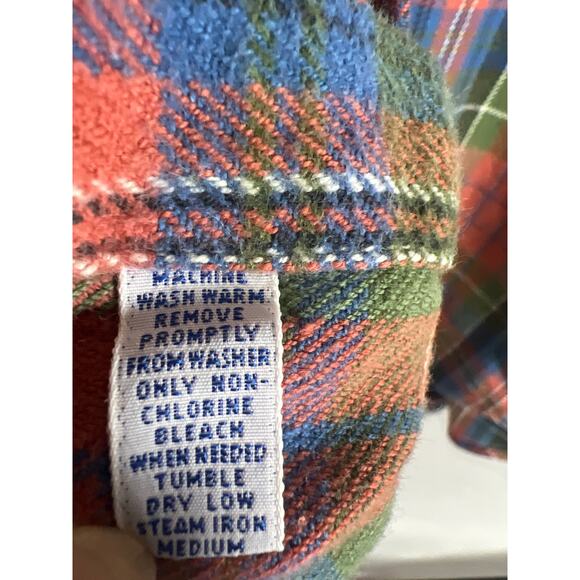 MACHINE
WASH WARM
REMOVE
PROMPTLY
FROM WASHER
ONLY NON-
CHLORINE
BLEACH
WHEN NEEDED
TUMBLE
DRY LOW
STEAM IRON
MEDIUM